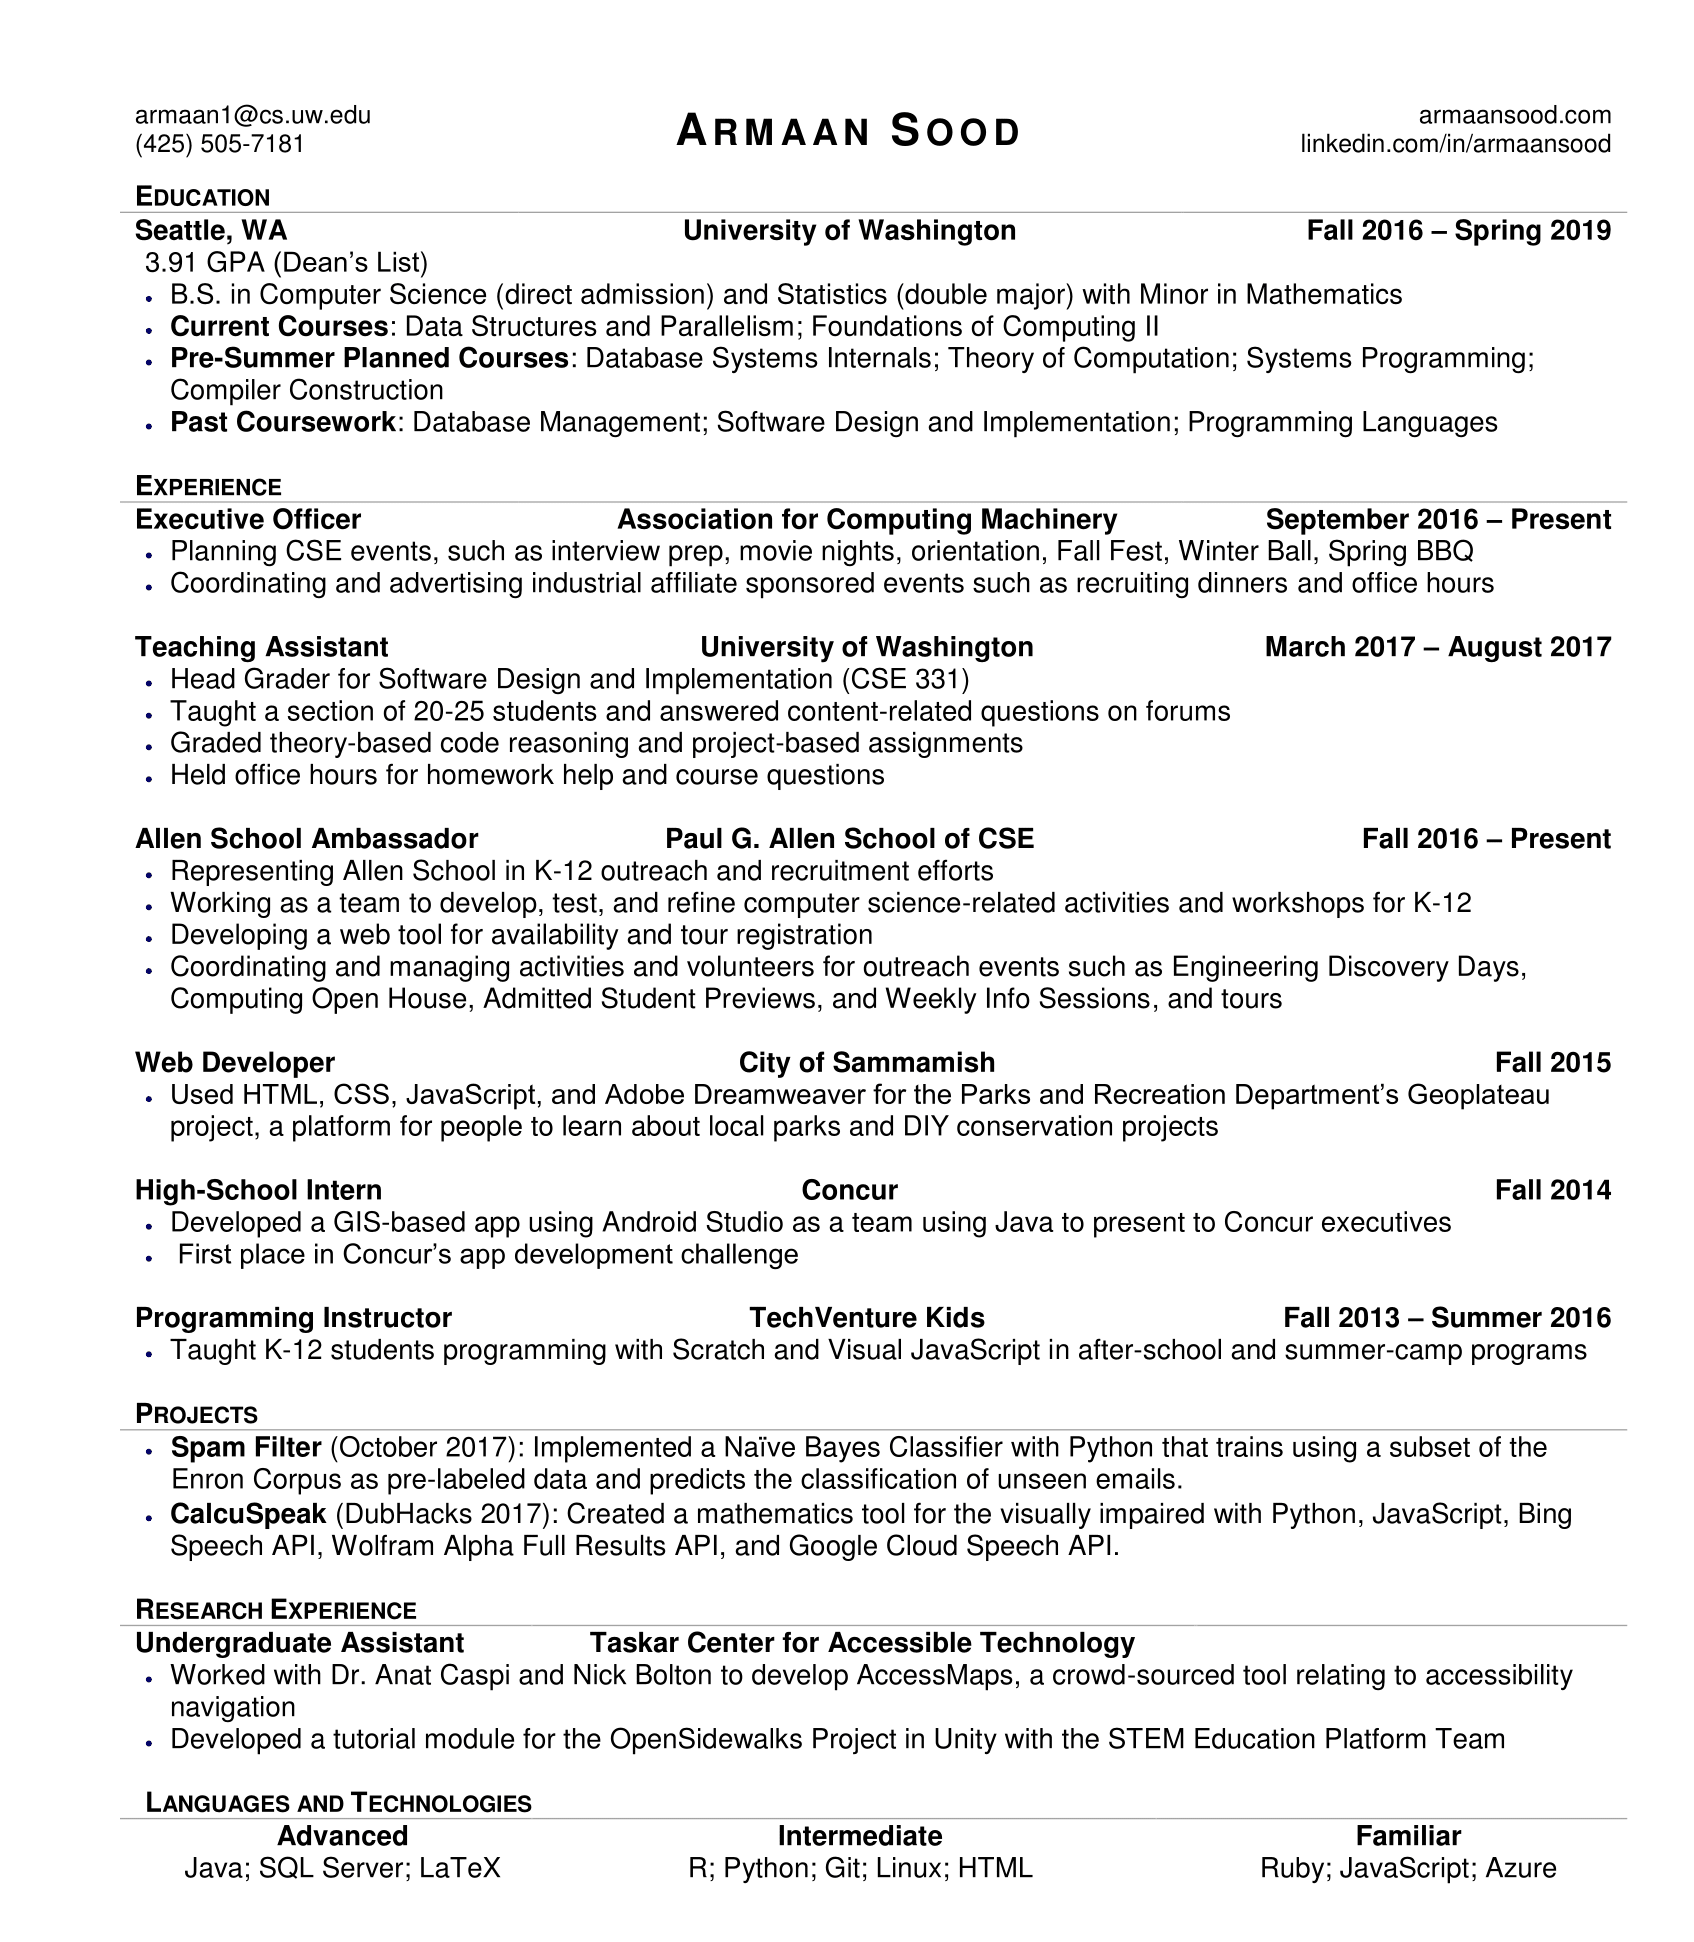 armaan1@cs.uw.edu
(425) 505-7181
ARMAAN SOOD
armaansood.com
linkedin.com/in/armaansood
EDUCATION
Seattle, WA University of Washington Fall 2016 – Spring 2019
3.91 GPA (Dean’s List)
• B.S. in Computer Science (direct admission) and Statistics (double major) with Minor in Mathematics
• Current Courses: Data Structures and Parallelism; Foundations of Computing II
• Pre-Summer Planned Courses: Database Systems Internals; Theory of Computation; Systems Programming;
Compiler Construction
• Past Coursework: Database Management; Software Design and Implementation; Programming Languages
EXPERIENCE
Executive Officer Association for Computing Machinery September 2016 – Present
• Planning CSE events, such as interview prep, movie nights, orientation, Fall Fest, Winter Ball, Spring BBQ
• Coordinating and advertising industrial affiliate sponsored events such as recruiting dinners and office hours
Teaching Assistant University of Washington March 2017 – August 2017
• Head Grader for Software Design and Implementation (CSE 331)
• Taught a section of 20-25 students and answered content-related questions on forums
• Graded theory-based code reasoning and project-based assignments
• Held office hours for homework help and course questions
Allen School Ambassador Paul G. Allen School of CSE Fall 2016 – Present
• Representing Allen School in K-12 outreach and recruitment efforts
• Working as a team to develop, test, and refine computer science-related activities and workshops for K-12
• Developing a web tool for availability and tour registration
• Coordinating and managing activities and volunteers for outreach events such as Engineering Discovery Days,
Computing Open House, Admitted Student Previews, and Weekly Info Sessions, and tours
Web Developer City of Sammamish Fall 2015
• Used HTML, CSS, JavaScript, and Adobe Dreamweaver for the Parks and Recreation Department’s Geoplateau
project, a platform for people to learn about local parks and DIY conservation projects
High-School Intern Concur Fall 2014
• Developed a GIS-based app using Android Studio as a team using Java to present to Concur executives
• First place in Concur’s app development challenge
Programming Instructor TechVenture Kids Fall 2013 – Summer 2016
• Taught K-12 students programming with Scratch and Visual JavaScript in after-school and summer-camp programs
PROJECTS
• Spam Filter (October 2017): Implemented a Naïve Bayes Classifier with Python that trains using a subset of the
Enron Corpus as pre-labeled data and predicts the classification of unseen emails.
• CalcuSpeak (DubHacks 2017): Created a mathematics tool for the visually impaired with Python, JavaScript, Bing
Speech API, Wolfram Alpha Full Results API, and Google Cloud Speech API.
RESEARCH EXPERIENCE
Undergraduate Assistant Taskar Center for Accessible Technology
• Worked with Dr. Anat Caspi and Nick Bolton to develop AccessMaps, a crowd-sourced tool relating to accessibility
navigation
• Developed a tutorial module for the OpenSidewalks Project in Unity with the STEM Education Platform Team
LANGUAGES AND TECHNOLOGIES
Advanced Intermediate Familiar
Java; SQL Server; LaTeX R; Python; Git; Linux; HTML Ruby; JavaScript; Azure